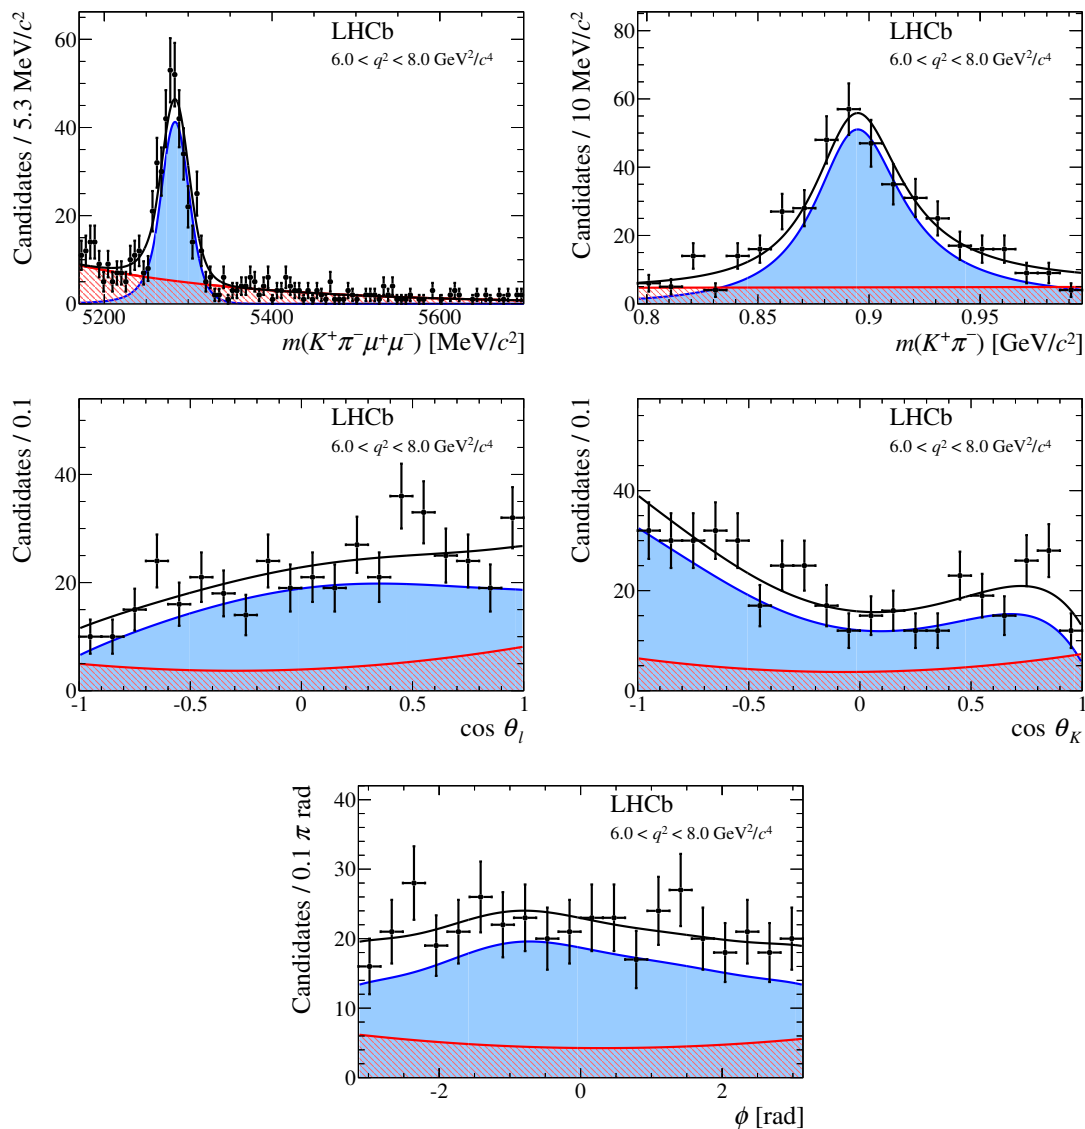 Candidates / 5.3 MeV/c²
60
40
20
0
LHCb
6.0 < q² < 8.0 GeV²/c⁴
5200 5400 5600
m(K⁺π⁻μ⁺μ⁻) [MeV/c²]
Candidates / 10 MeV/c²
80
60
40
20
0
LHCb
6.0 < q² < 8.0 GeV²/c⁴
0.8 0.85 0.9 0.95
m(K⁺π⁻) [GeV/c²]
Candidates / 0.1
40
20
0
LHCb
6.0 < q² < 8.0 GeV²/c⁴
-1 -0.5 0 0.5 1
cos θ_l
Candidates / 0.1
40
20
0
LHCb
6.0 < q² < 8.0 GeV²/c⁴
-1 -0.5 0 0.5 1
cos θ_K
Candidates / 0.1 π rad
40
30
20
10
0
LHCb
6.0 < q² < 8.0 GeV²/c⁴
-2 0 2
ϕ [rad]